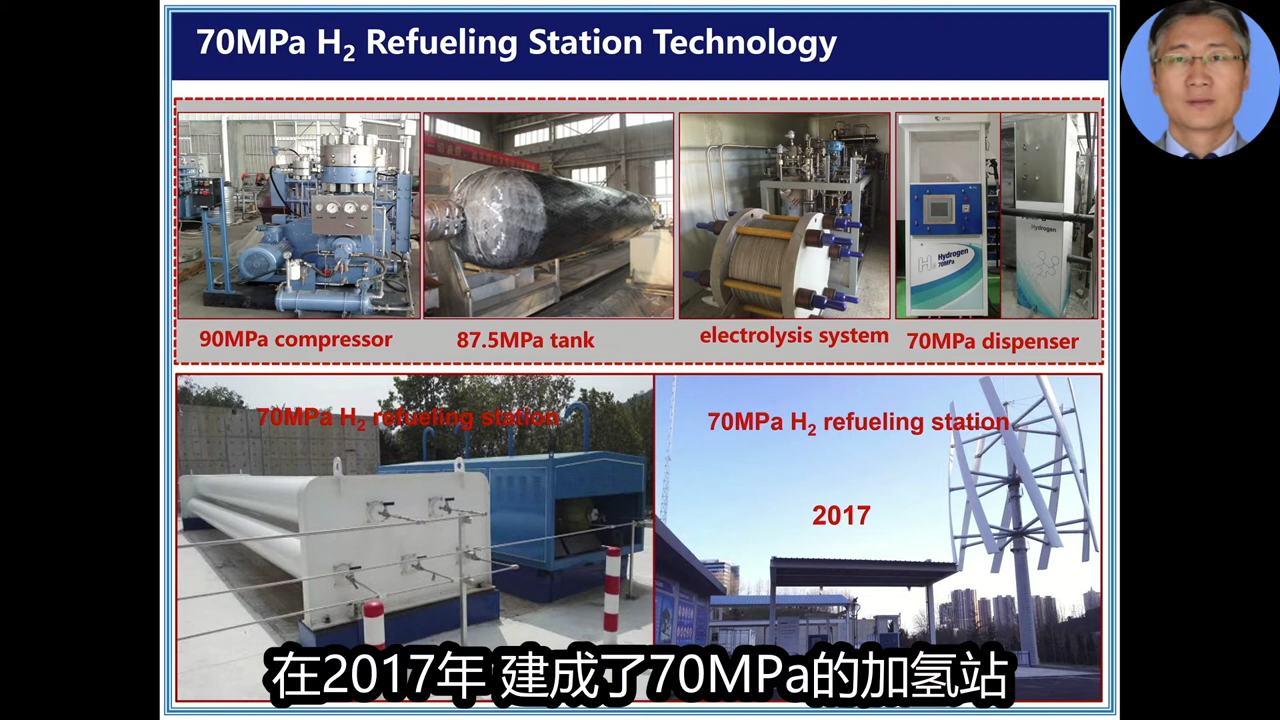 70MPa H2 Refueling Station Technology
Hydrogen
70MPa
Hydrogen
90MPa compressor
87.5MPa tank
electrolysis system
70MPa dispenser
70MPa H2 refueling station
70MPa H2 refueling station
2017
在2017年 建成了70MPa的加氢站